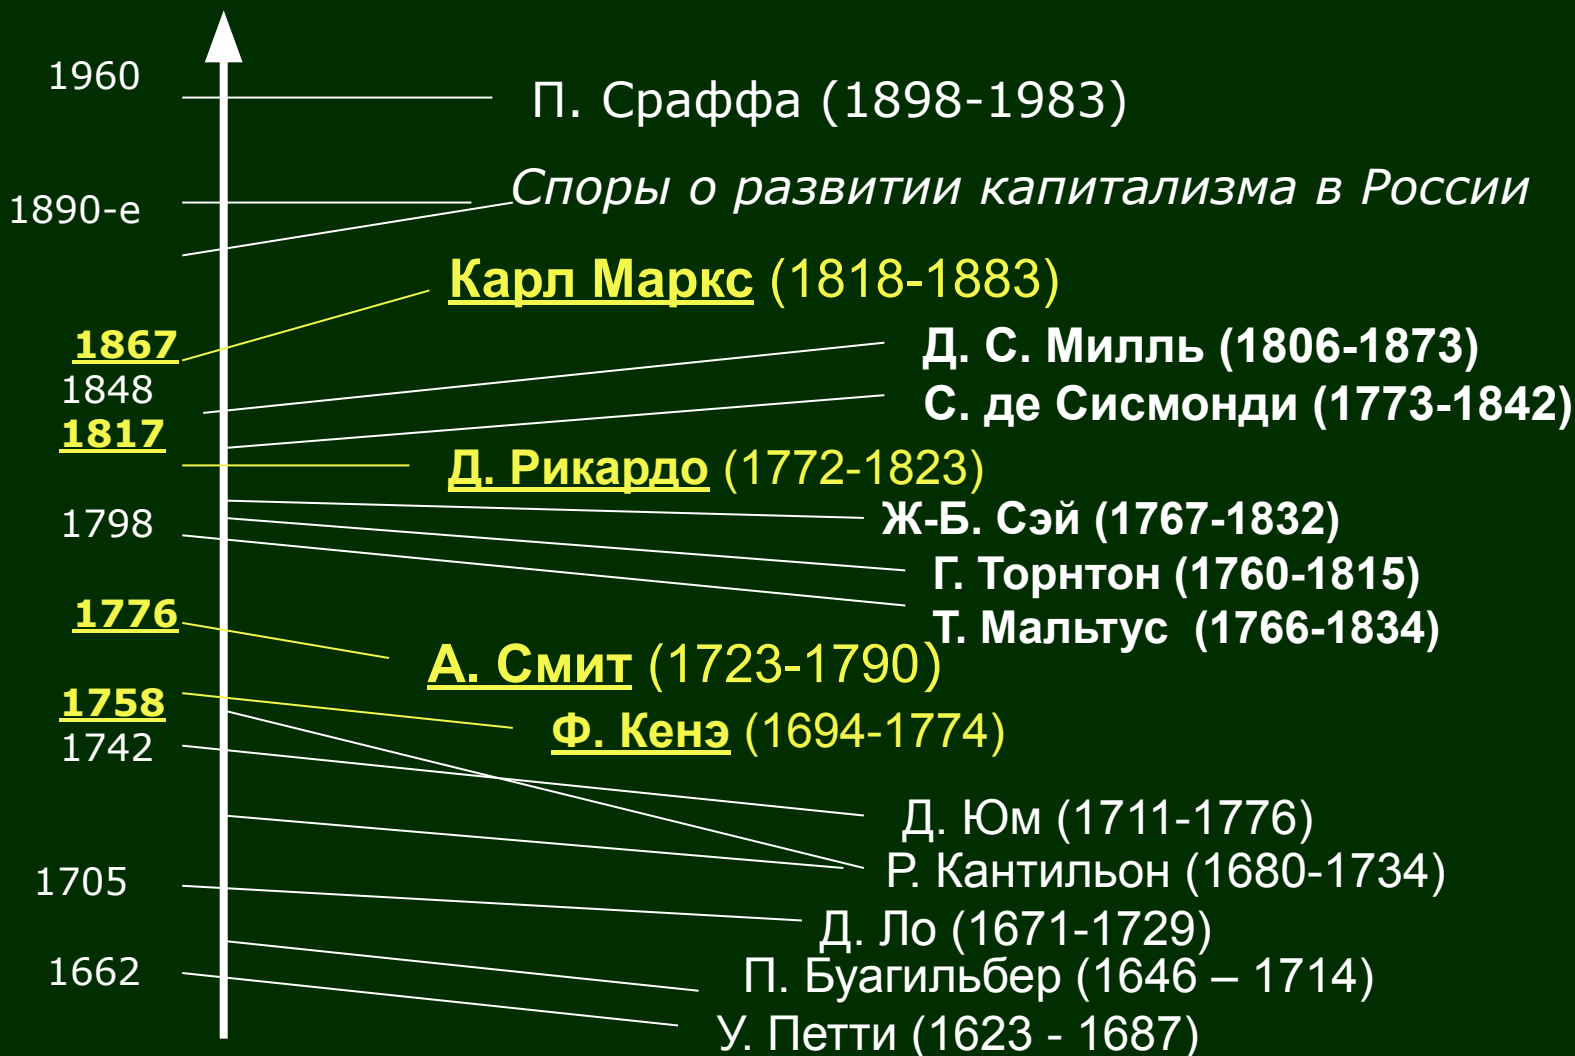 1960
П. Сраффа (1898-1983)
Споры о развитии капитализма в России
1890-е
Карл Маркс (1818-1883)
1867
Д. С. Милль (1806-1873)
1848
С. де Сисмонди (1773-1842)
1817
Д. Рикардо (1772-1823)
1798
Ж-Б. Сэй (1767-1832)
Г. Торнтон (1760-1815)
1776
Т. Мальтус (1766-1834)
А. Смит (1723-1790)
1758
Ф. Кенэ (1694-1774)
1742
Д. Юм (1711-1776)
Р. Кантильон (1680-1734)
1705
Д. Ло (1671-1729)
1662
П. Буагильбер (1646 – 1714)
У. Петти (1623 - 1687)